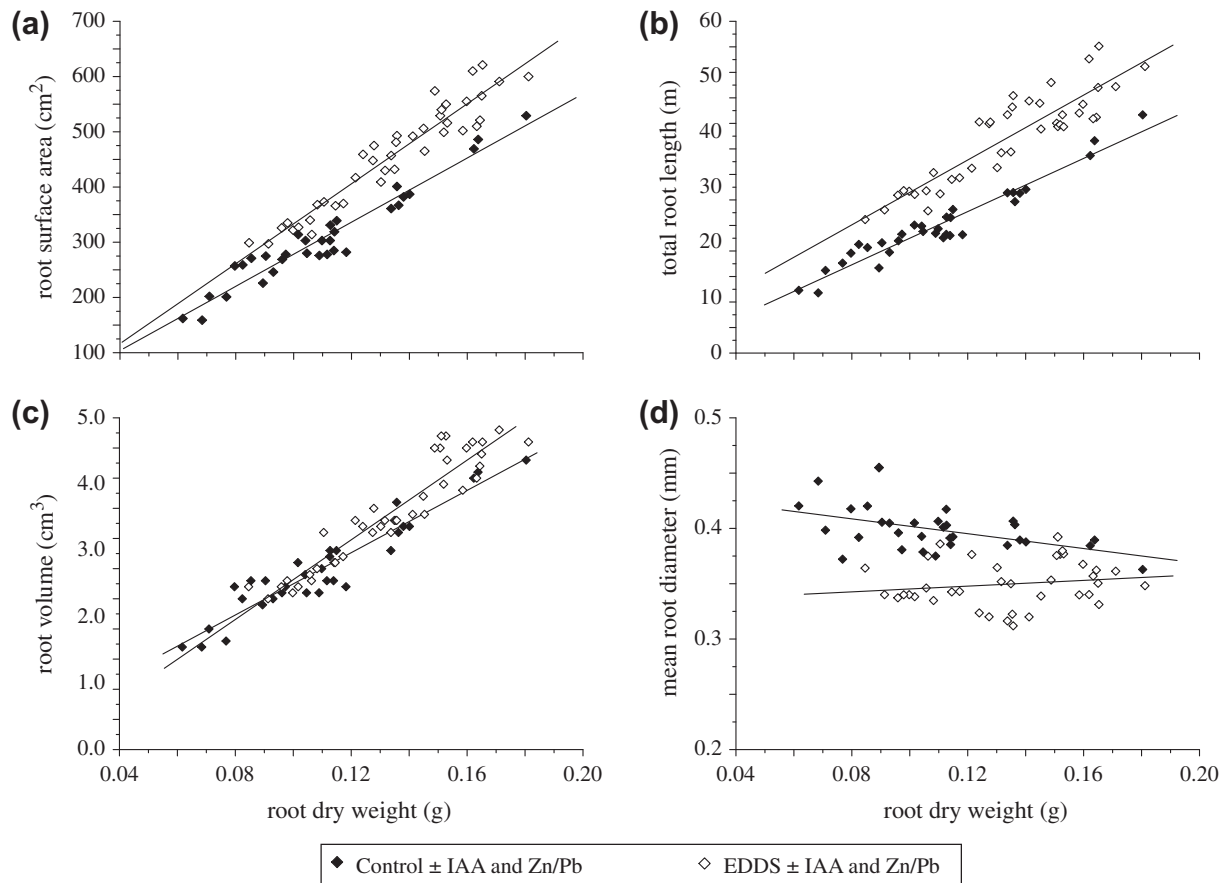 (a)
700
600
500
400
300
200
100
root surface area (cm²)
(b)
60
50
40
30
20
10
0
total root length (m)
(c)
5.0
4.0
3.0
2.0
1.0
0.0
root volume (cm³)
0.04 0.08 0.12 0.16 0.20
root dry weight (g)
(d)
0.5
0.4
0.3
0.2
mean root diameter (mm)
0.04 0.08 0.12 0.16 0.20
root dry weight (g)
Control ± IAA and Zn/Pb
EDDS ± IAA and Zn/Pb